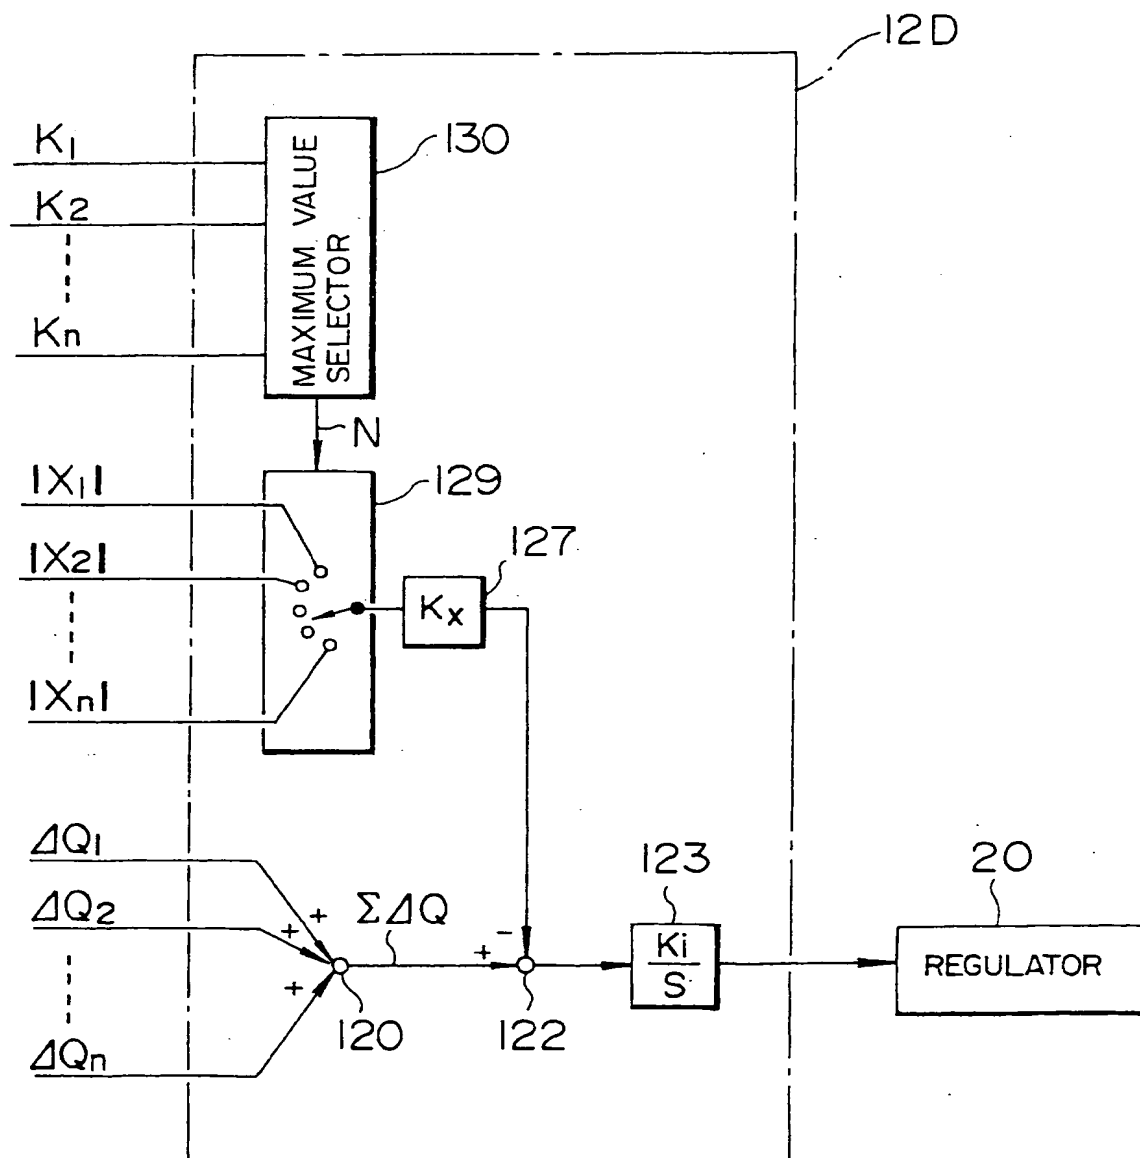 12D
K1
130
K2
Kn
MAXIMUM VALUE
SELECTOR
N
|X1|
129
|X2|
127
Kx
|Xn|
ΔQ1
123
20
ΔQ2
+
+
ΣΔQ
-
+
Ki
S
REGULATOR
+
120
122
ΔQn